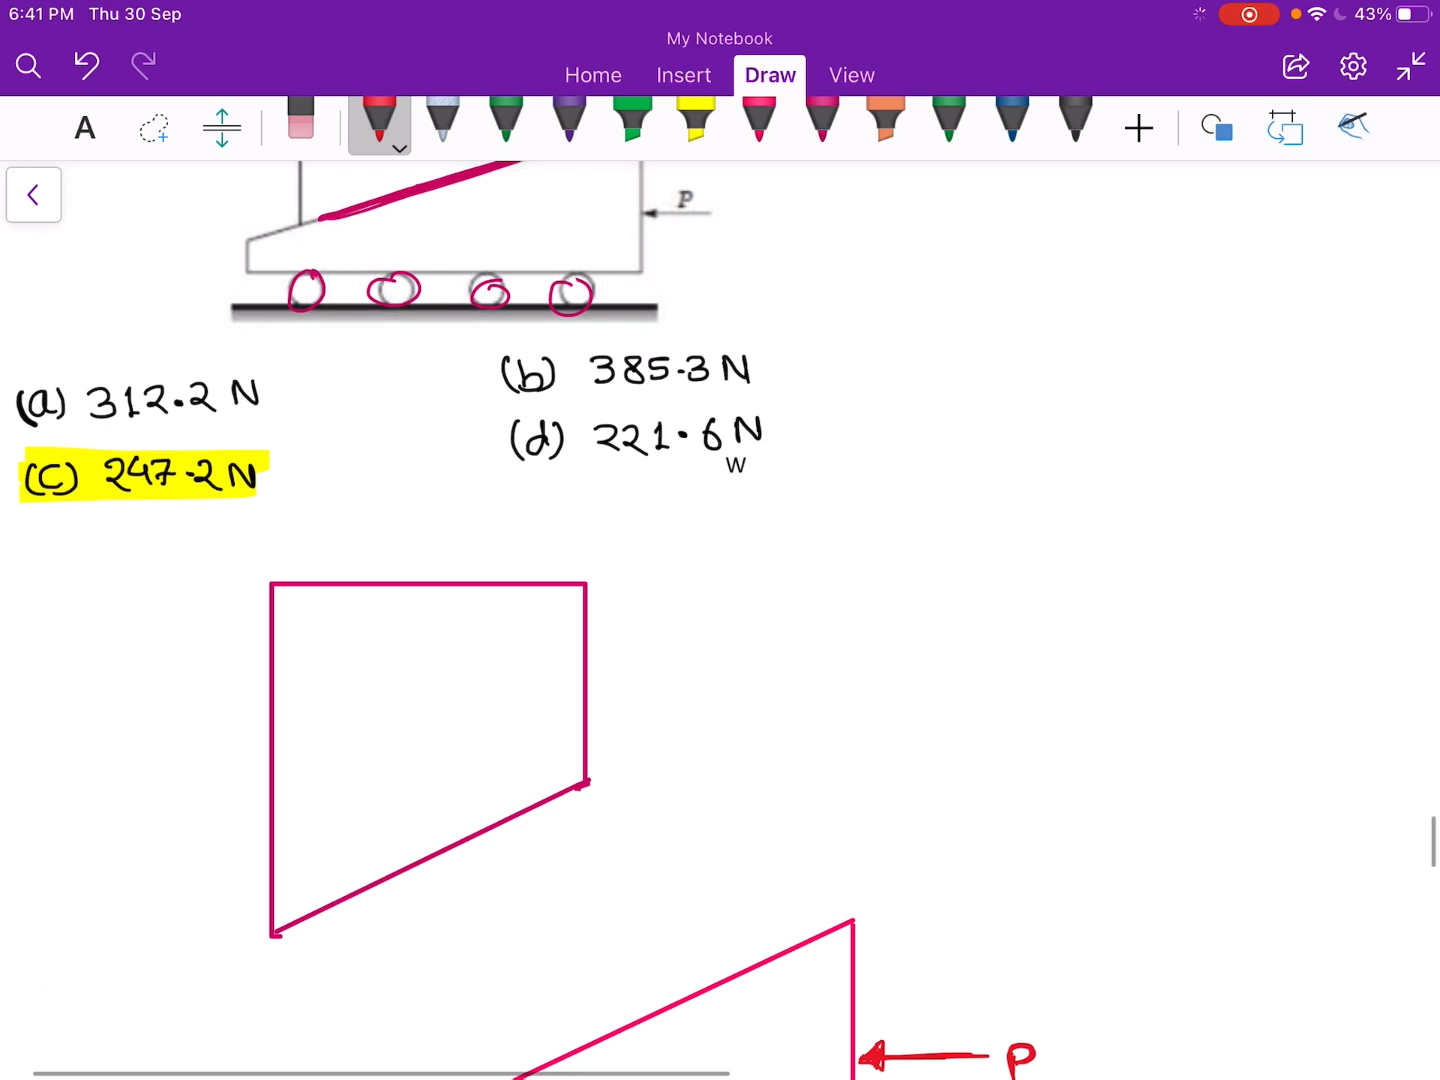 6:41 PM Thu 30 Sep
43%
My Notebook
Home Insert Draw View
A
P
(a) 312.2 N
(b) 385.3 N
(c) 247.2 N
(d) 221.6 N
W
P